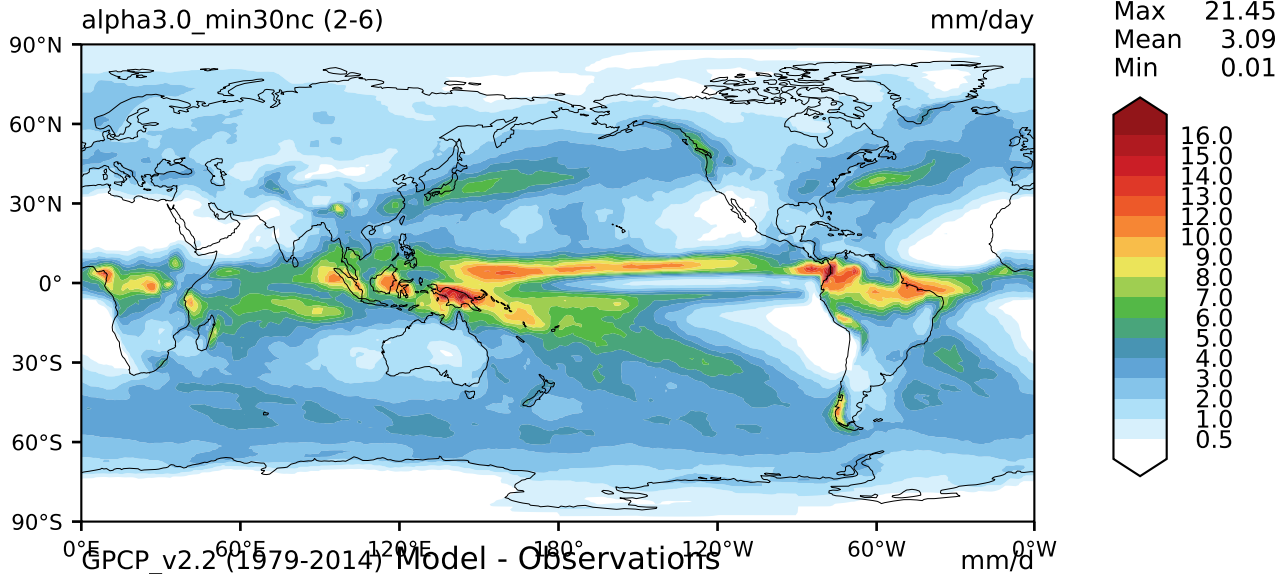 alpha3.0_min30nc (2-6) mm/day
Max 21.45
Mean 3.09
Min 0.01
90°N
60°N
30°N
0°
30°S
60°S
90°S
16.0
15.0
14.0
13.0
12.0
10.0
9.0
8.0
7.0
6.0
5.0
4.0
3.0
2.0
1.0
0.5
0°E 60°E 120°E 180° 120°W 60°W 0°W
GPCP_v2.2 (1979-2014) Model - Observations mm/d